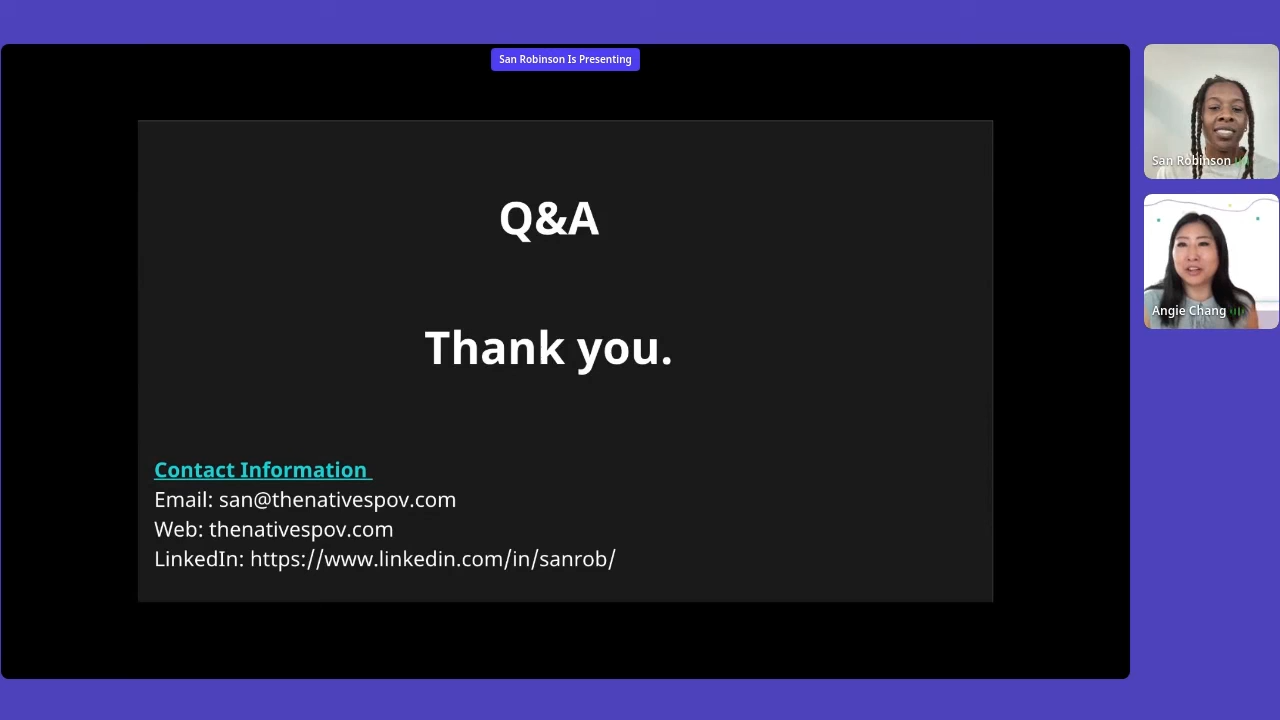 San Robinson Is Presenting
Q&A
Thank you.
Contact Information
Email: san@thenativespov.com
Web: thenativespov.com
LinkedIn: https://www.linkedin.com/in/sanrob/
San Robinson
Angie Chang